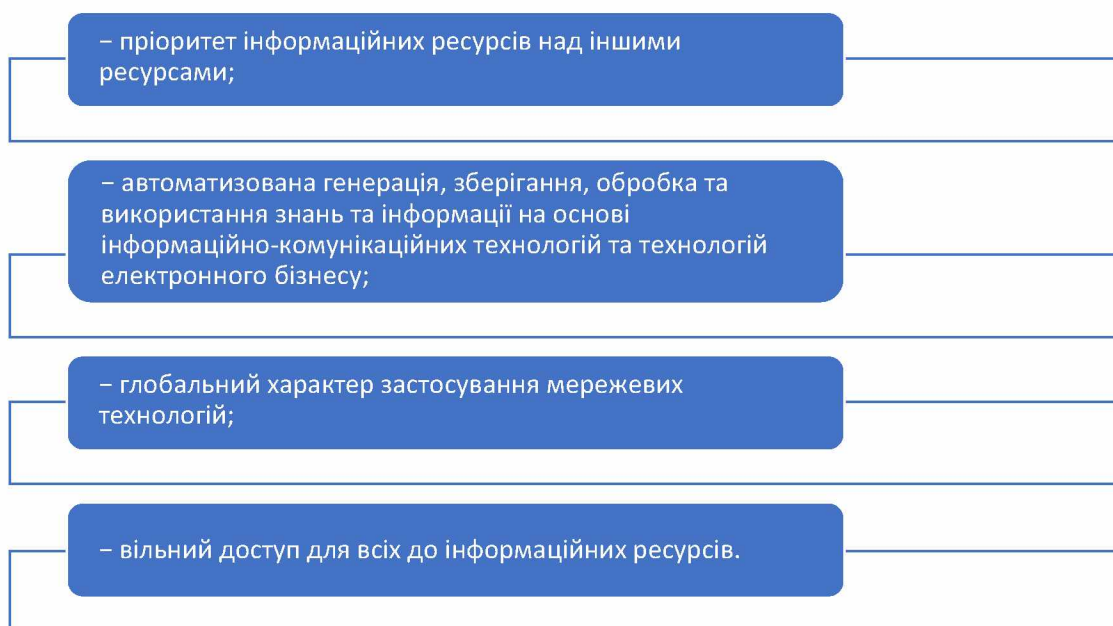 − пріоритет інформаційних ресурсів над іншими
ресурсами;
− автоматизована генерація, зберігання, обробка та
використання знань та інформації на основі
інформаційно-комунікаційних технологій та технологій
електронного бізнесу;
− глобальний характер застосування мережевих
технологій;
− вільний доступ для всіх до інформаційних ресурсів.